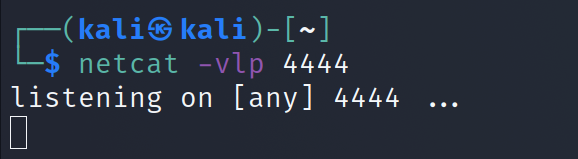 ┌──(kali㉿kali)-[~]
└─$ netcat -vlp 4444
listening on [any] 4444 ...